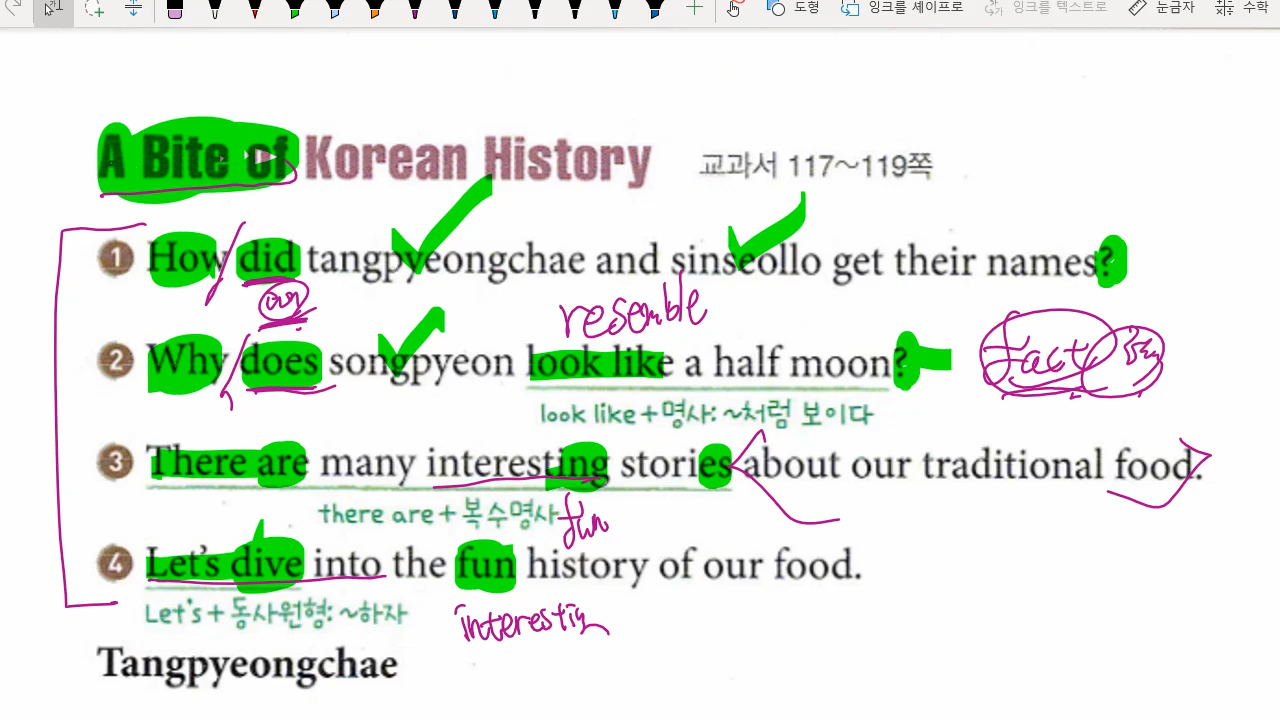 도형 잉크를 셰이프로 잉크를 텍스트로 눈금자 수학
A Bite of Korean History 교과서 117~119쪽
1 How did tangpyeongchae and sinseollo get their names?
resemble
2 Why does songpyeon look like a half moon? fact
look like + 명사: ~처럼 보이다
3 There are many interesting stories about our traditional food.
there are + 복수명사 fun
4 Let's dive into the fun history of our food.
Let's + 동사원형: ~하자 interestin
Tangpyeongchae